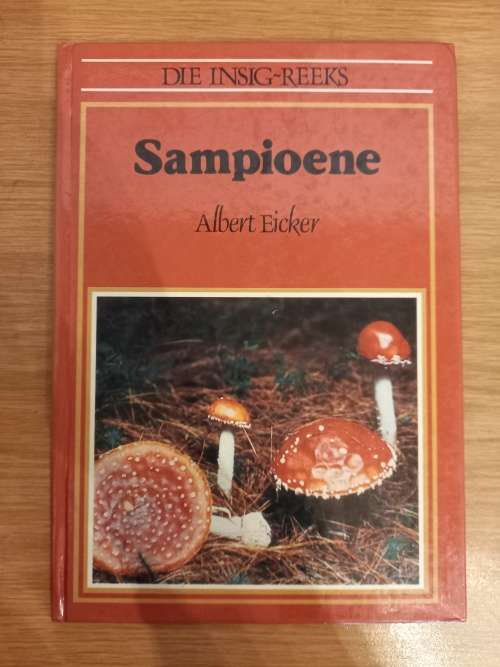 DIE INSIG-REEKS
Sampioene
Albert Eicker